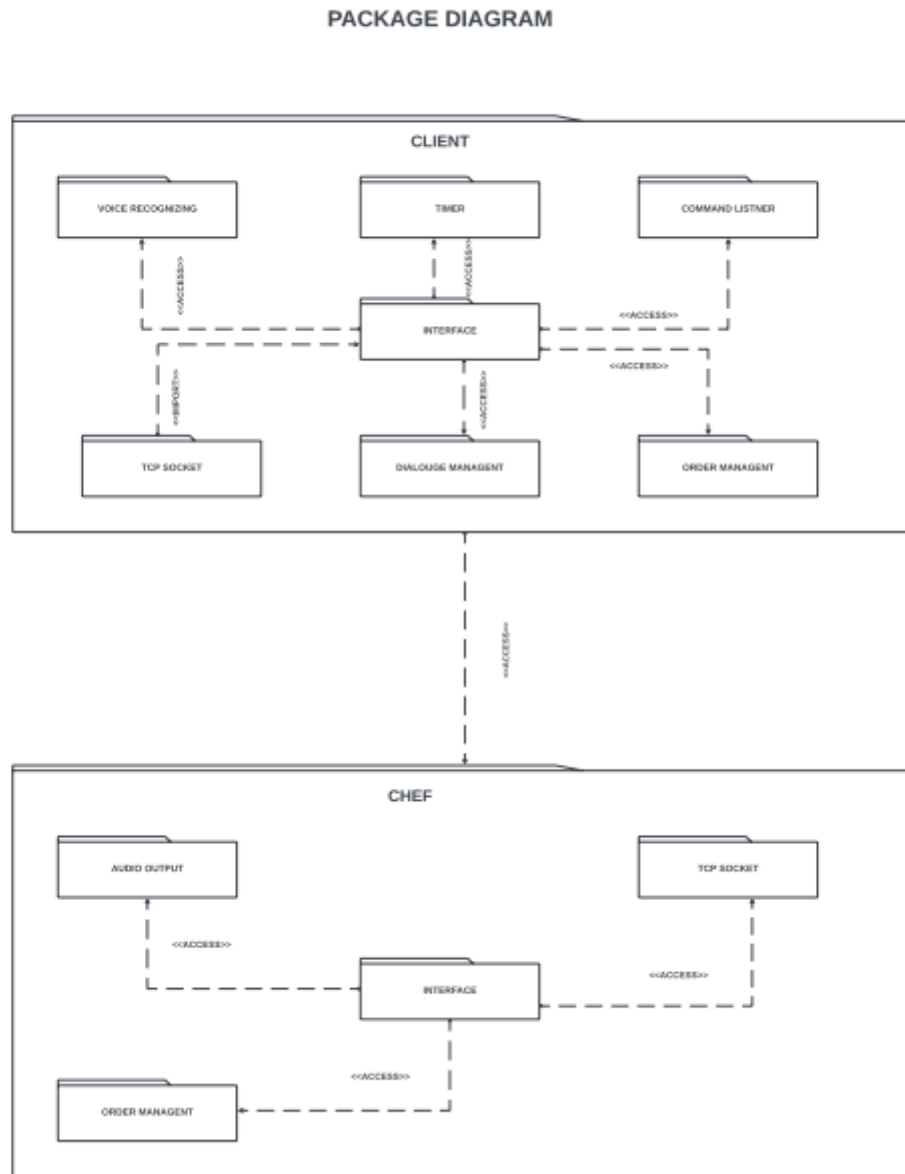 PACKAGE DIAGRAM
CLIENT
VOICE RECOGNIZING
TIMER
COMMAND LISTNER
<<ACCESS>>
<<ACCESS>>
<<ACCESS>>
INTERFACE
<<ACCESS>>
<<IMPORT>>
<<ACCESS>>
TCP SOCKET
DIALOUGE MANAGENT
ORDER MANAGENT
<<ACCESS>>
CHEF
AUDIO OUTPUT
TCP SOCKET
<<ACCESS>>
<<ACCESS>>
INTERFACE
<<ACCESS>>
ORDER MANAGENT